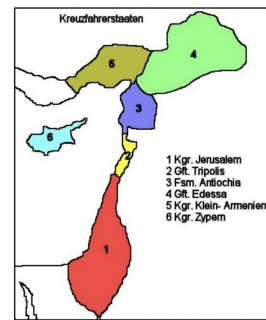 Kreuzfahrerstaaten
4
5
3
6
2
1
1 Kgr. Jerusalem
2 Gft. Tripolis
3 Fsm. Antiochia
4 Gft. Edessa
5 Kgr. Klein- Armenien
6 Kgr. Zypern